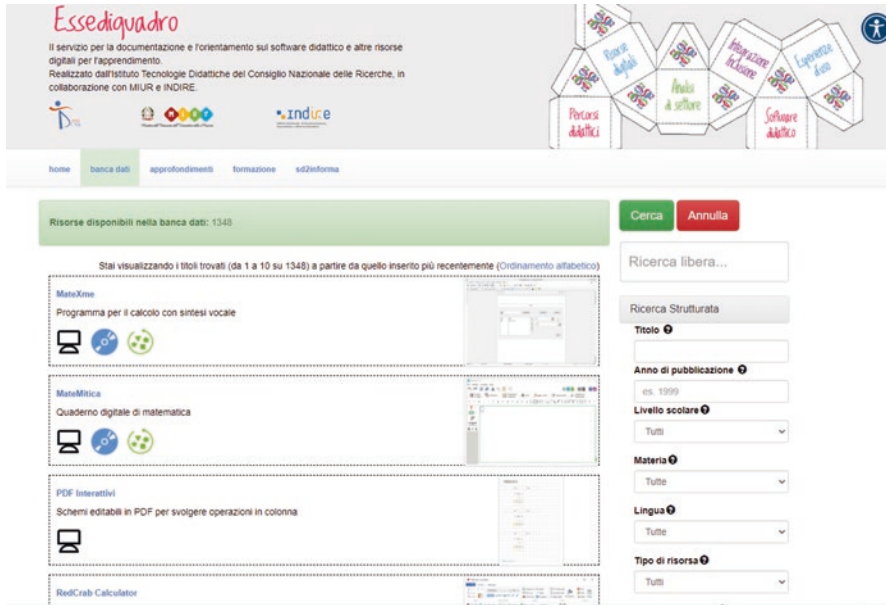 Essediquadro
Il servizio per la documentazione e l'orientamento sul software didattico e altre risorse
digitali per l'apprendimento.
Realizzato dall'Istituto Tecnologie Didattiche del Consiglio Nazionale delle Ricerche, in
collaborazione con MIUR e INDIRE.
indire
Percorsi
didattici
Risorse
digitali
Analisi
di settore
Integrazione
Inclusione
Esperienze
d'uso
Software
didattico
home banca dati approfondimenti formazione sd2informa
Risorse disponibili nella banca dati: 1348
Cerca Annulla
Stai visualizzando i titoli trovati (da 1 a 10 su 1348) a partire da quello inserito più recentemente (Ordinamento alfabetico)
Ricerca libera...
MateXme
Programma per il calcolo con sintesi vocale
Ricerca Strutturata
Titolo
Anno di pubblicazione
es. 1999
Livello scolare
Tutti
MateMitica
Quaderno digitale di matematica
Materia
Tutte
PDF Interattivi
Schemi editabili in PDF per svolgere operazioni in colonna
Lingua
Tutte
Tipo di risorsa
Tutti
RedCrab Calculator